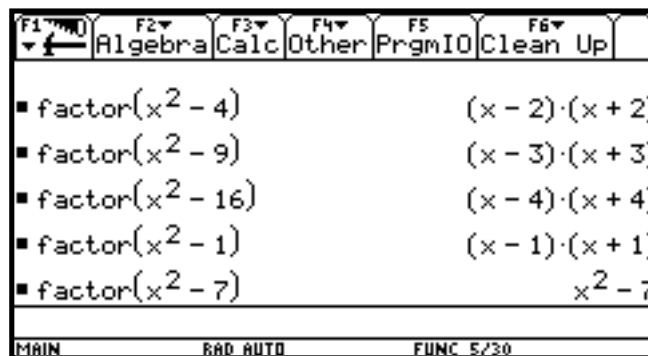 F1 F2 F3 F4 F5 F6
Algebra Calc Other PrgmIO Clean Up
factor(x² - 4) (x - 2)·(x + 2)
factor(x² - 9) (x - 3)·(x + 3)
factor(x² - 16) (x - 4)·(x + 4)
factor(x² - 1) (x - 1)·(x + 1)
factor(x² - 7) x² - 7
MAIN RAD AUTO FUNC 5/30